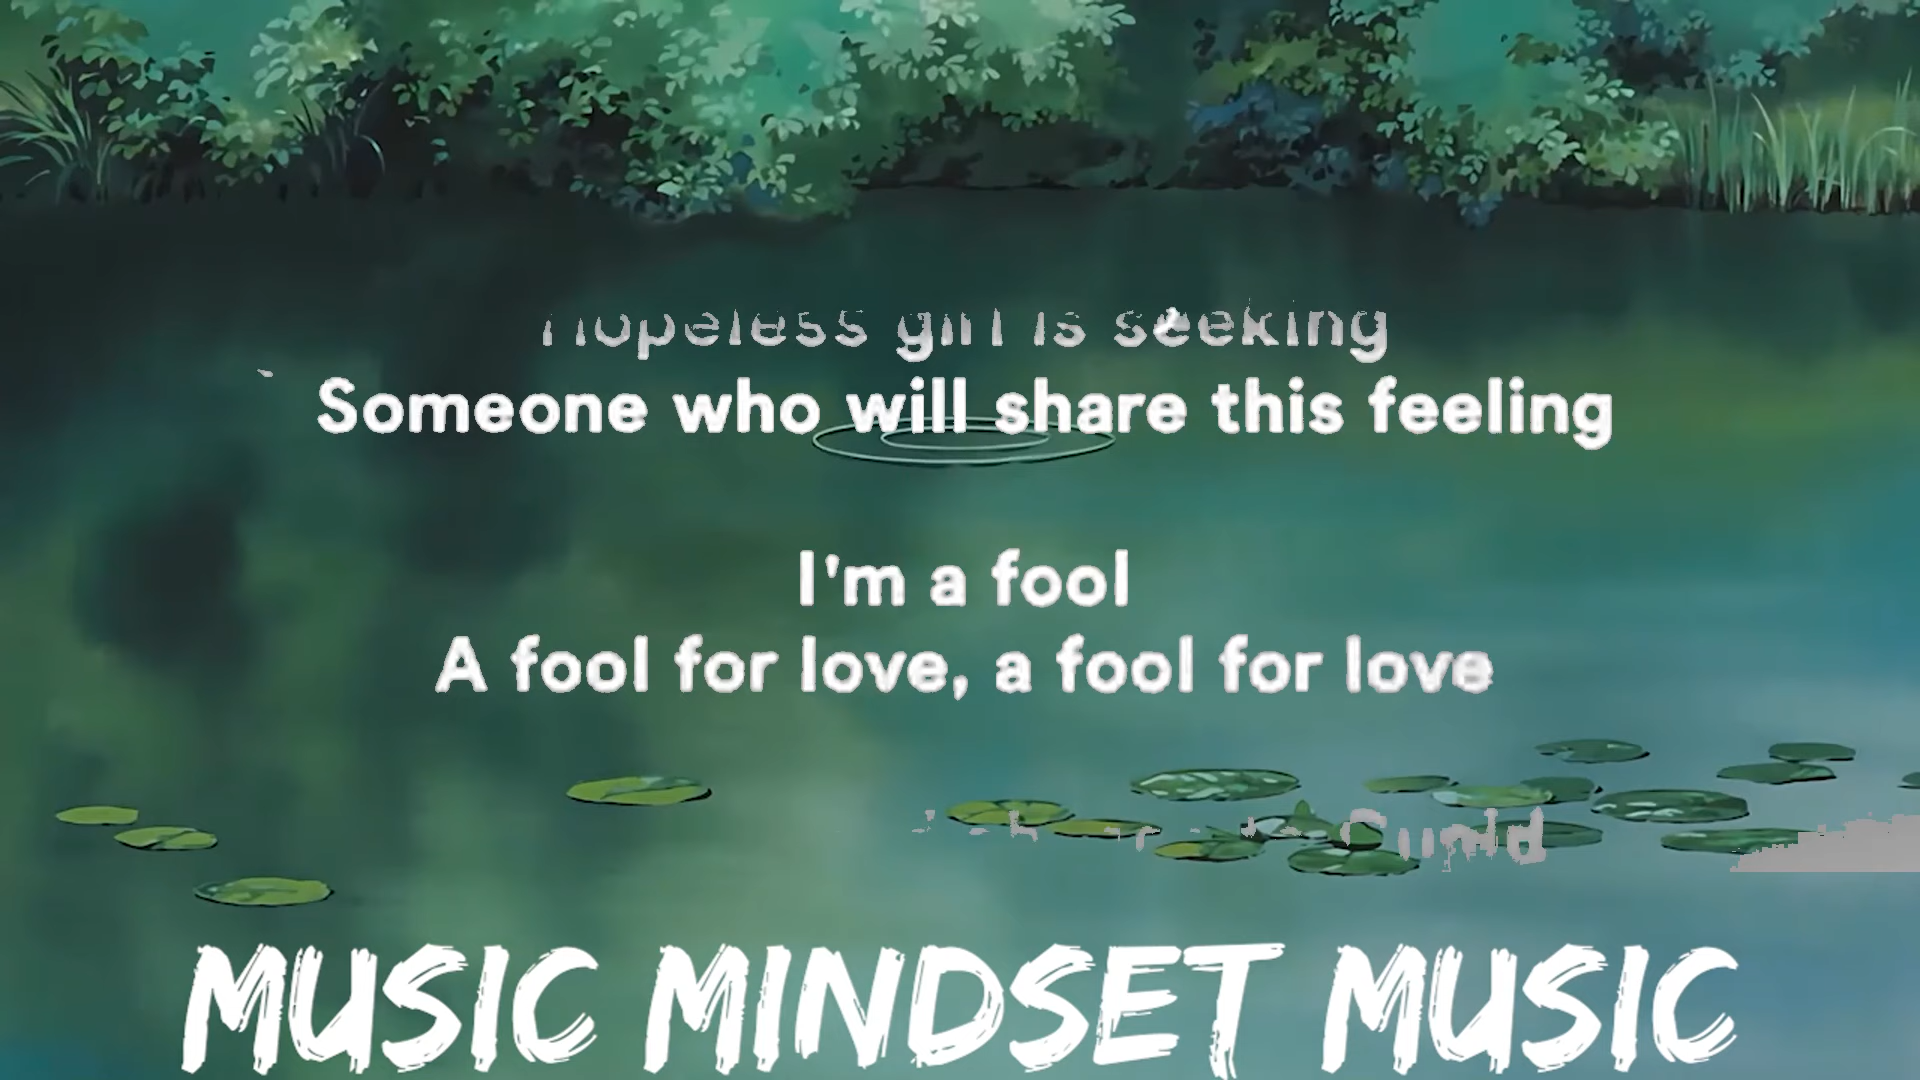 Hopeless girl is seeking
Someone who will share this feeling
I'm a fool
A fool for love, a fool for love
Cupid
MUSIC MINDSET MUSIC